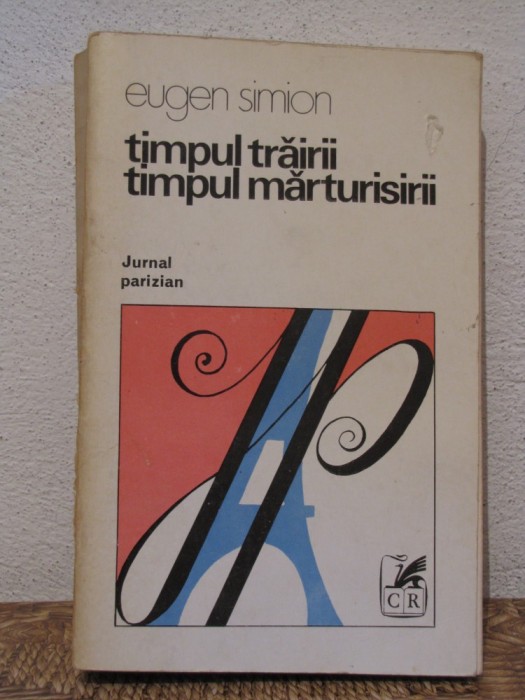 eugen simion
timpul trăirii
timpul mărturisirii
Jurnal
parizian
CR